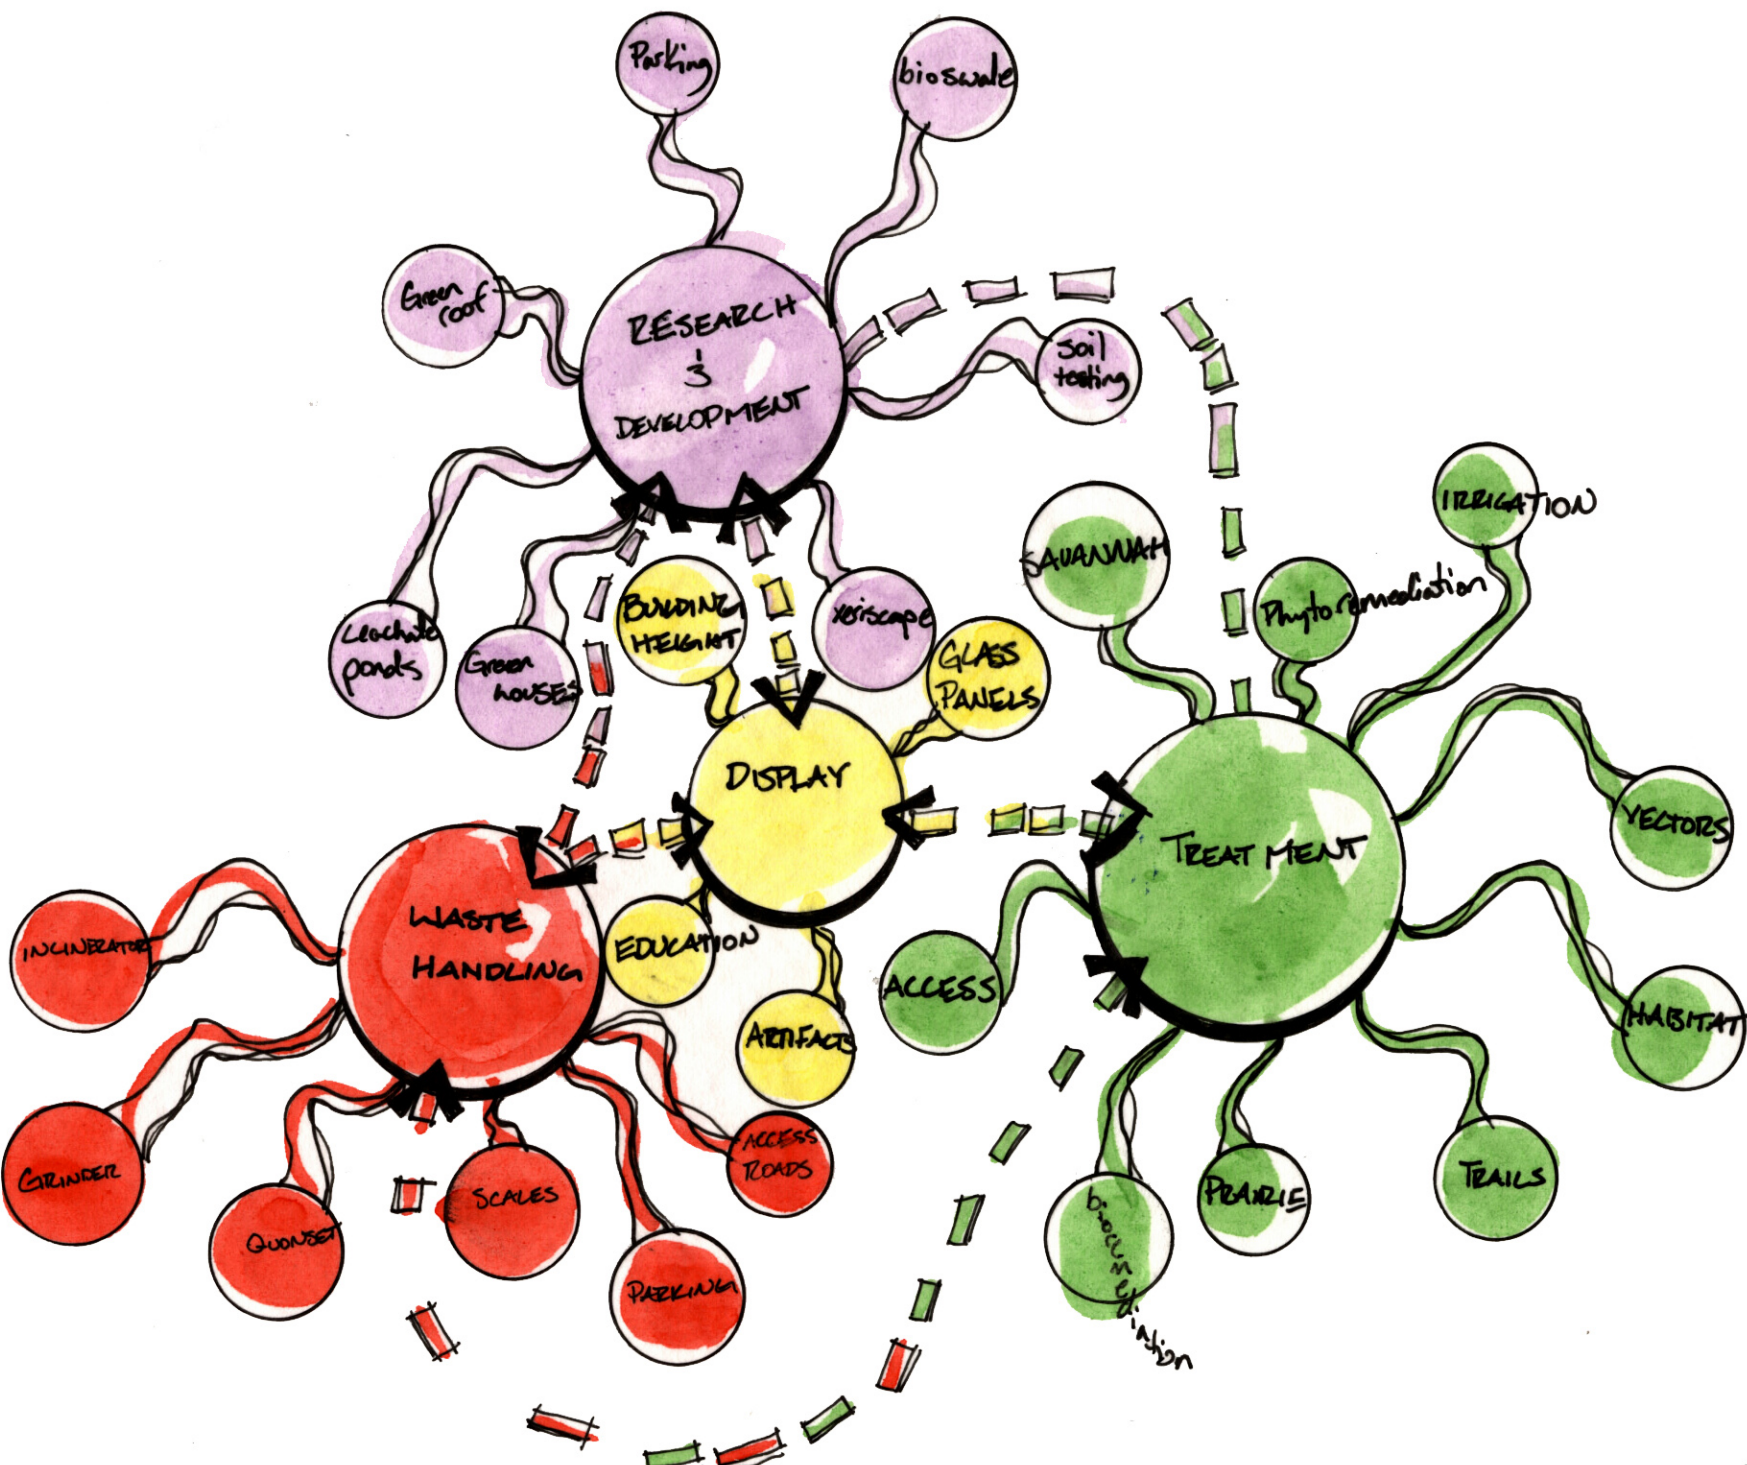 Parking
bioswale
Green
roof
RESEARCH
&
DEVELOPMENT
soil
testing
Leachate
ponds
Green
houses
xeriscape
BUILDING
HEIGHT
GLASS
PANELS
DISPLAY
EDUCATION
ARTIFACTS
SAVANNAH
Phytoremediation
IRRIGATION
VECTORS
TREATMENT
HABITAT
ACCESS
TRAILS
PRAIRIE
WASTE
HANDLING
INCINERATOR
GRINDER
QUONSET
SCALES
PARKING
ACCESS
ROADS